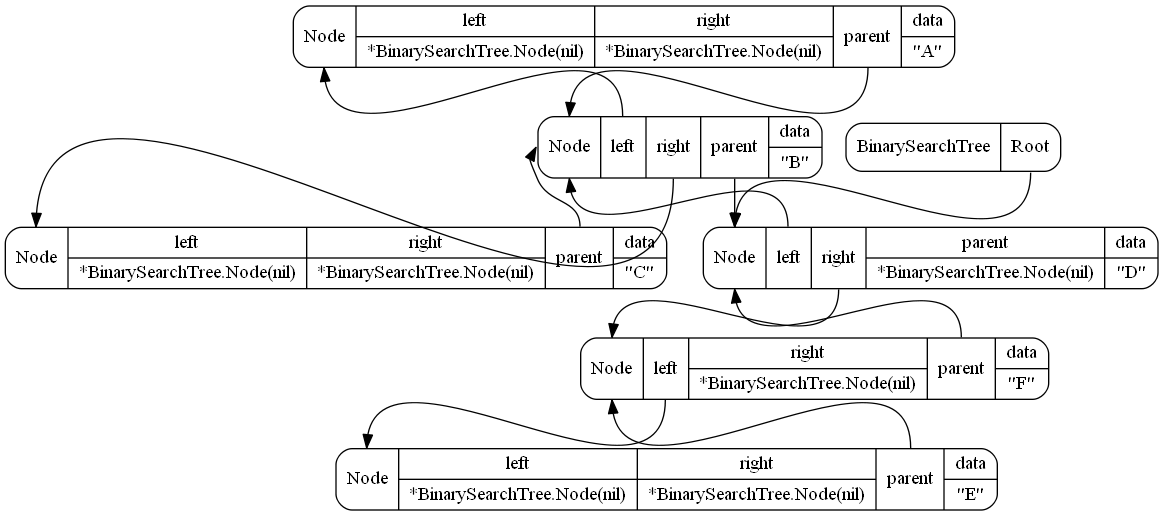 Node left right parent data
*BinarySearchTree.Node(nil) *BinarySearchTree.Node(nil) "A"
Node left right parent data
"B"
BinarySearchTree Root
Node left right parent data
*BinarySearchTree.Node(nil) *BinarySearchTree.Node(nil) "C"
Node left right parent data
*BinarySearchTree.Node(nil) "D"
Node left right parent data
*BinarySearchTree.Node(nil) "F"
Node left right parent data
*BinarySearchTree.Node(nil) *BinarySearchTree.Node(nil) "E"